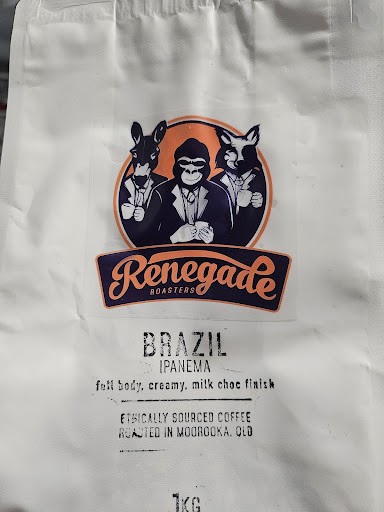 Renegade
ROASTERS
BRAZIL
IPANEMA
full body, creamy, milk choc finish
ETHICALLY SOURCED COFFEE
ROASTED IN MOOROOKA, QLD
1KG